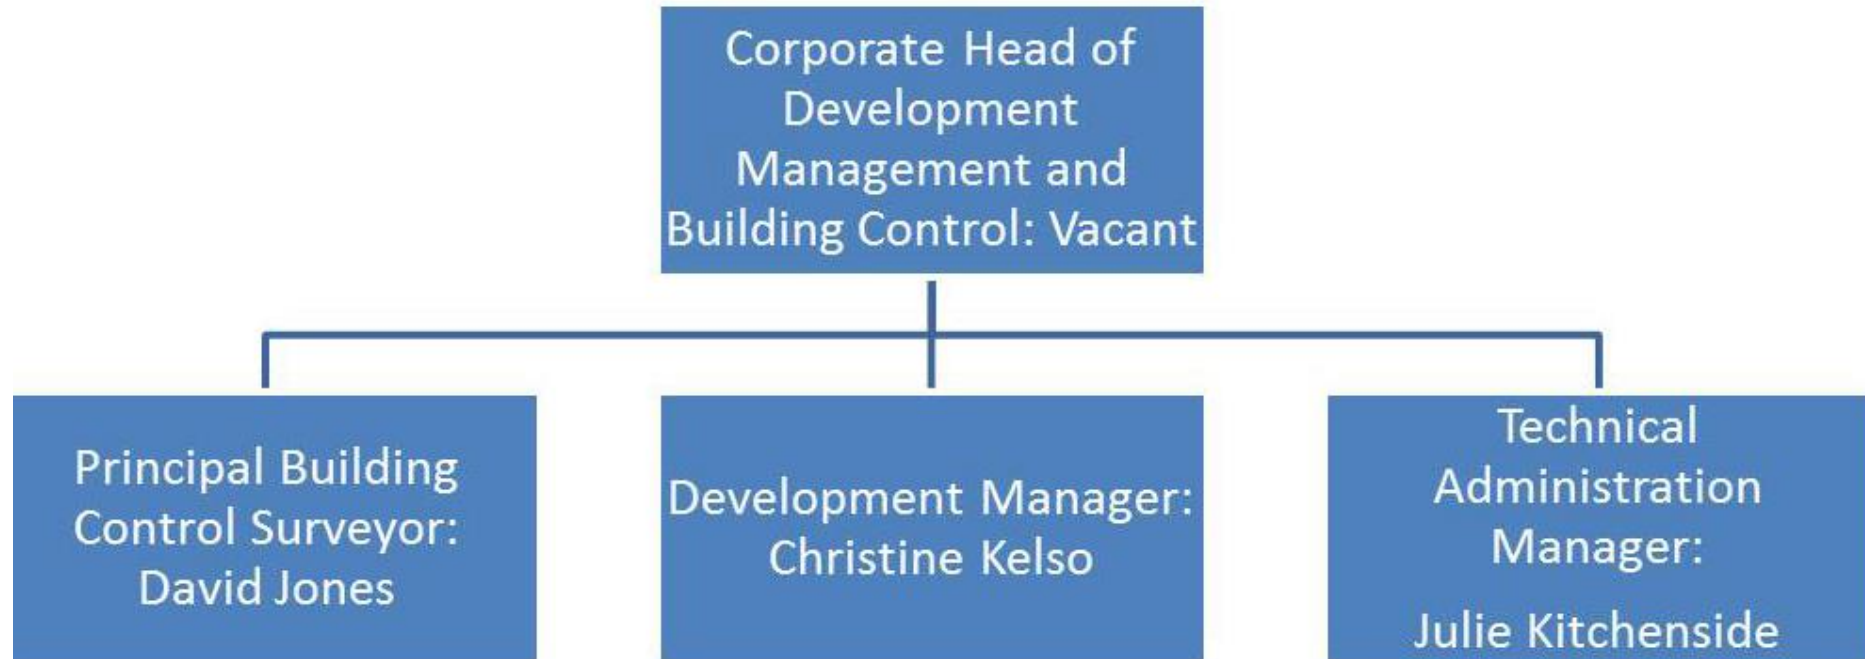 Corporate Head of
Development
Management and
Building Control: Vacant
Principal Building
Control Surveyor:
David Jones
Development Manager:
Christine Kelso
Technical
Administration
Manager:
Julie Kitchenside